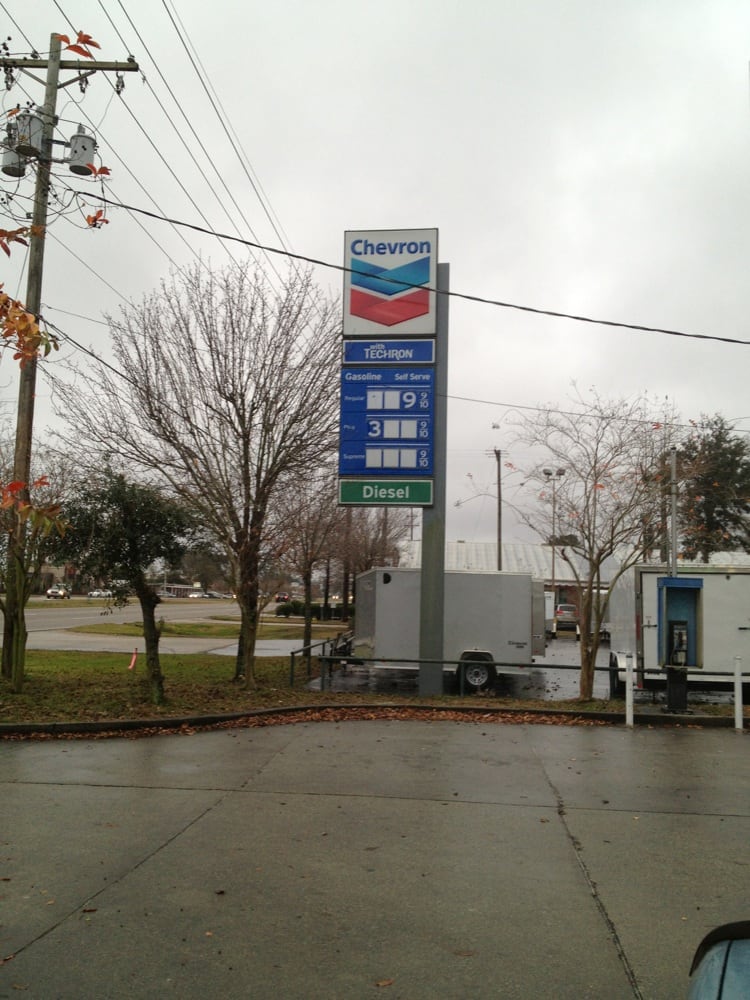 Chevron
with
TECHRON
Gasoline Self Serve
Regular 9 9/10
Plus 3 9/10
Supreme 9/10
Diesel